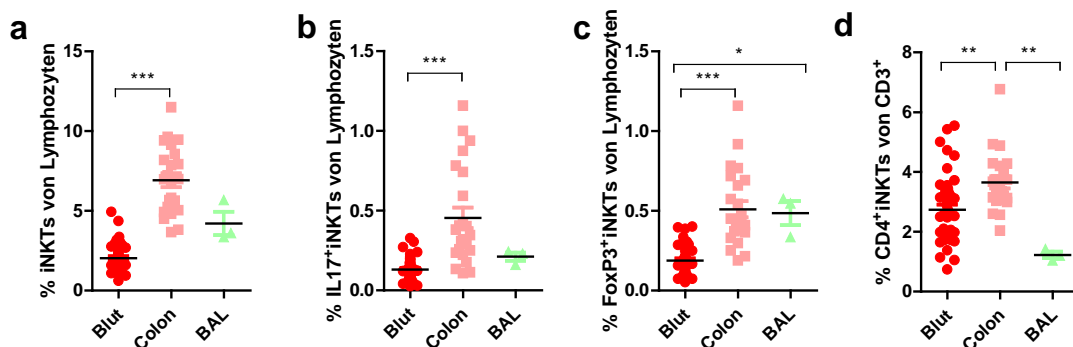 a
% iNKTs von Lymphozyten
15
10
5
0
***
Blut
Colon
BAL
b
% IL17⁺iNKTs von Lymphozyten
1.5
1.0
0.5
0.0
***
Blut
Colon
BAL
c
% FoxP3⁺iNKTs von Lymphozyten
1.5
1.0
0.5
0.0
*
***
Blut
Colon
BAL
d
% CD4⁺iNKTs von CD3⁺
8
6
4
2
0
**
**
Blut
Colon
BAL